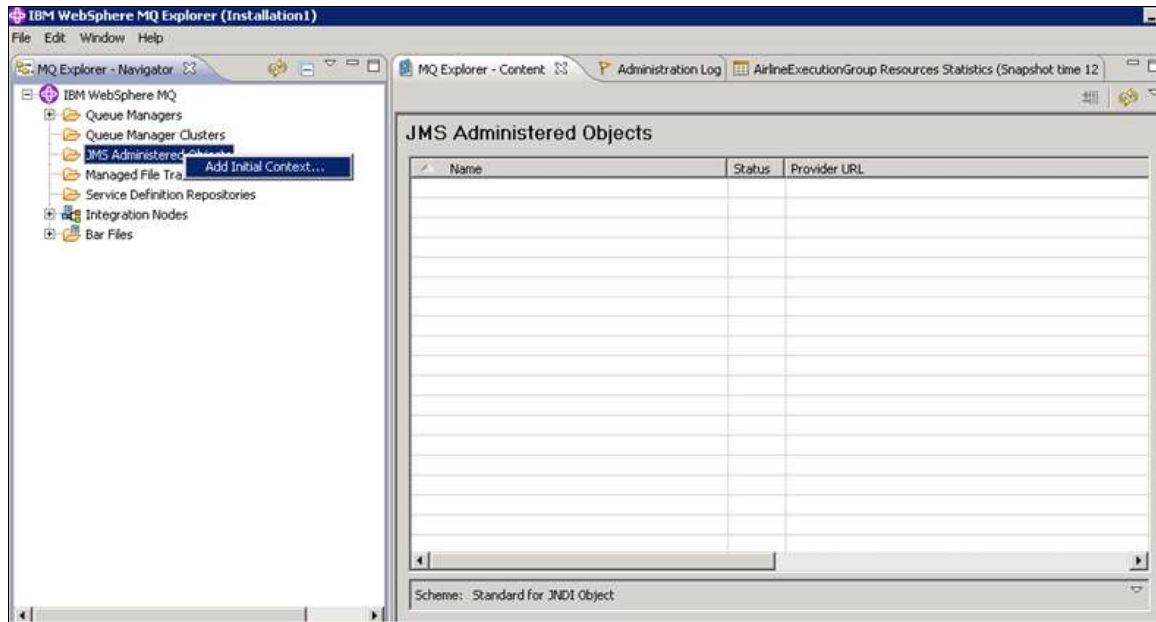 IBM WebSphere MQ Explorer (Installation1)
File Edit Window Help
MQ Explorer - Navigator
IBM WebSphere MQ
Queue Managers
Queue Manager Clusters
JMS Administered
Add Initial Context...
Managed File Tra
Service Definition Repositories
Integration Nodes
Bar Files
MQ Explorer - Content
Administration Log
AirlineExecutionGroup Resources Statistics (Snapshot time 12
JMS Administered Objects
Name Status Provider URL
Scheme: Standard for JNDI Object